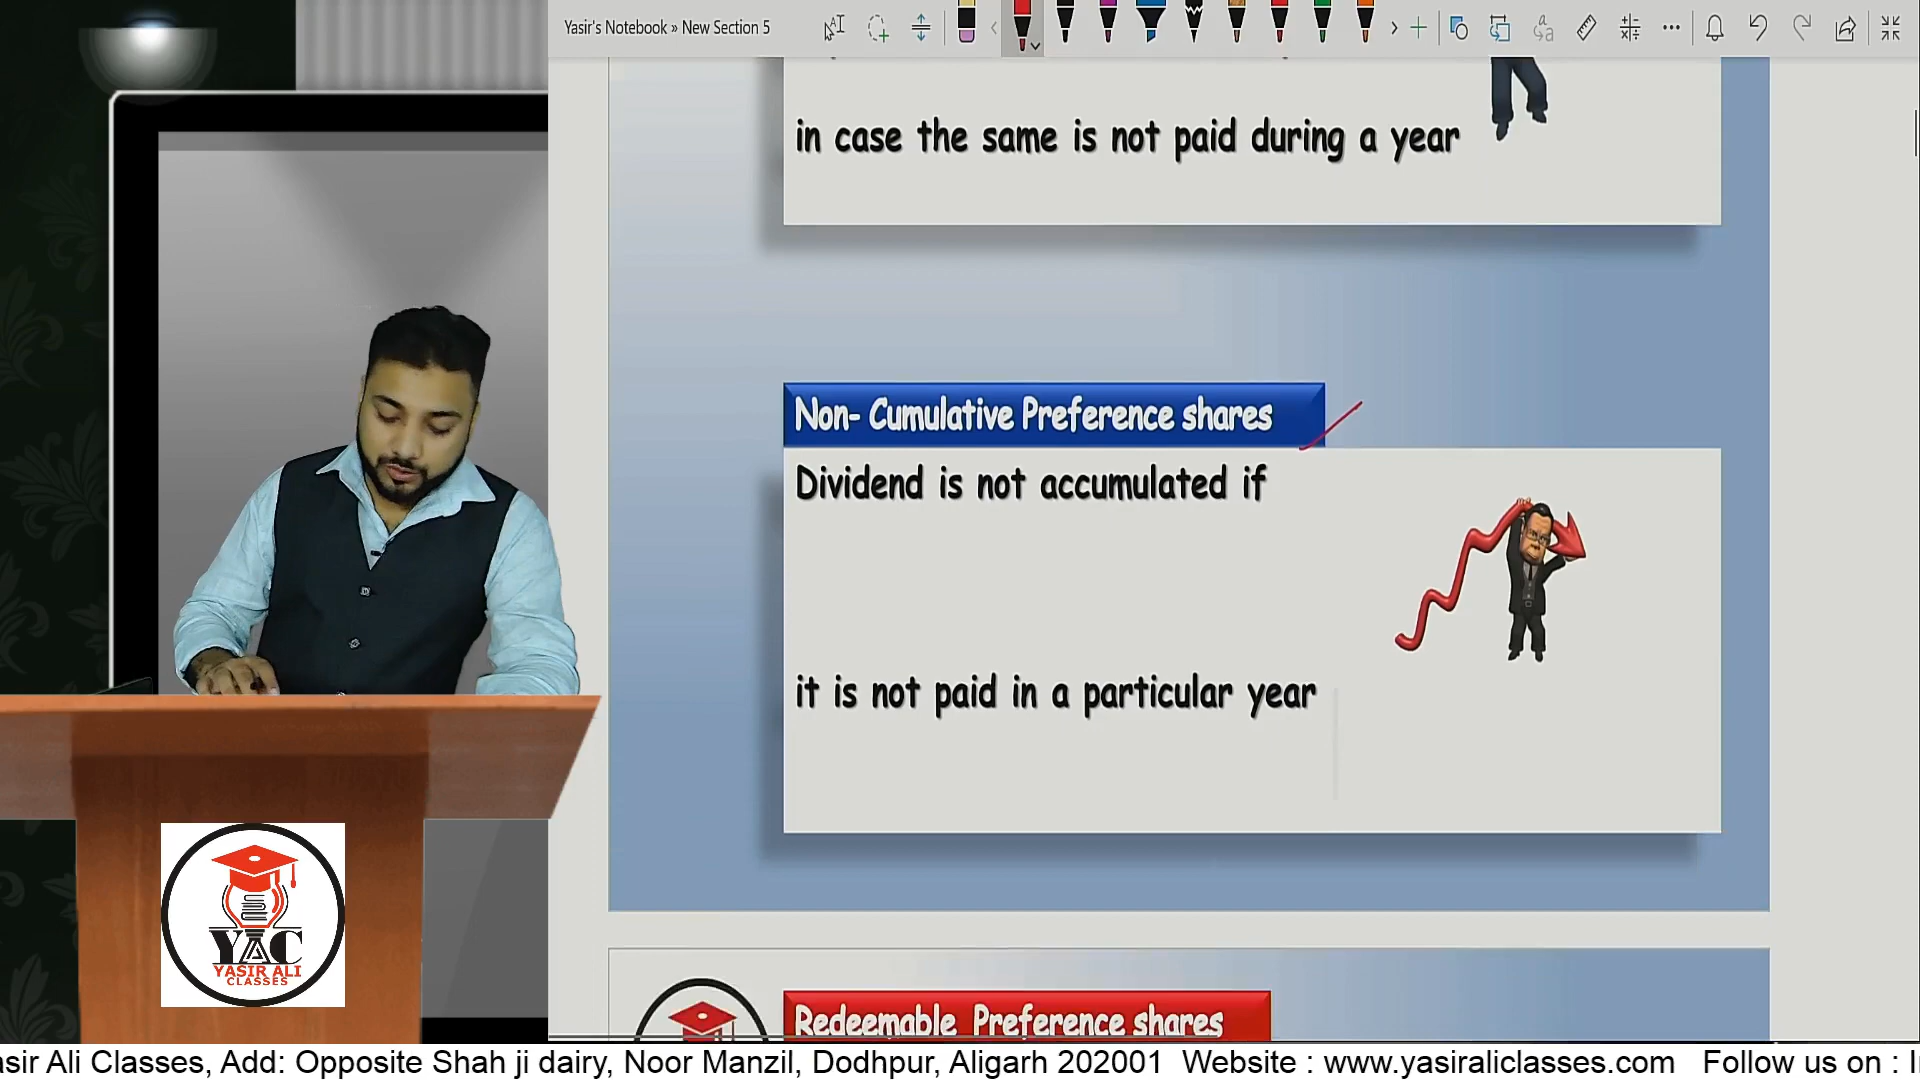 Yasir's Notebook » New Section 5
in case the same is not paid during a year
Non- Cumulative Preference shares
Dividend is not accumulated if
it is not paid in a particular year
YAC
YASIR ALI
CLASSES
Redeemable Preference shares
asir Ali Classes, Add: Opposite Shah ji dairy, Noor Manzil, Dodhpur, Aligarh 202001 Website : www.yasiraliclasses.com Follow us on : I